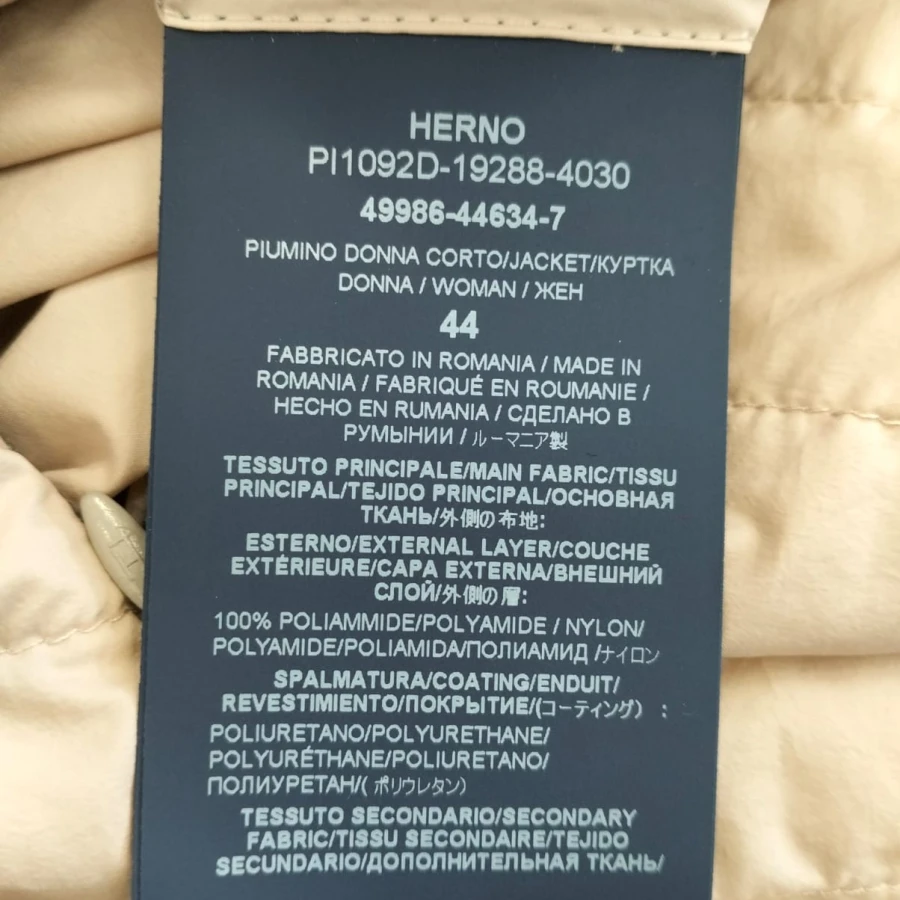 HERNO
PI1092D-19288-4030
49986-44634-7
PIUMINO DONNA CORTO/JACKET/КУРТКА
DONNA / WOMAN / ЖЕН
44
FABBRICATO IN ROMANIA / MADE IN
ROMANIA / FABRIQUÉ EN ROUMANIE /
HECHO EN RUMANIA / СДЕЛАНО В
РУМЫНИИ / ルーマニア製
TESSUTO PRINCIPALE/MAIN FABRIC/TISSU
PRINCIPAL/TEJIDO PRINCIPAL/ОСНОВНАЯ
ТКАНЬ/外側の布地:
ESTERNO/EXTERNAL LAYER/COUCHE
EXTÉRIEURE/CAPA EXTERNA/ВНЕШНИЙ
СЛОЙ/外側の層:
100% POLIAMMIDE/POLYAMIDE / NYLON/
POLYAMIDE/POLIAMIDA/ПОЛИАМИД /ナイロン
SPALMATURA/COATING/ENDUIT/
REVESTIMIENTO/ПОКРЫТИЕ/(コーティング) :
POLIURETANO/POLYURETHANE/
POLYURÉTHANE/POLIURETANO/
ПОЛИУРЕТАН/( ポリウレタン)
TESSUTO SECONDARIO/SECONDARY
FABRIC/TISSU SECONDAIRE/TEJIDO
SECUNDARIO/ДОПОЛНИТЕЛЬНАЯ ТКАНЬ/